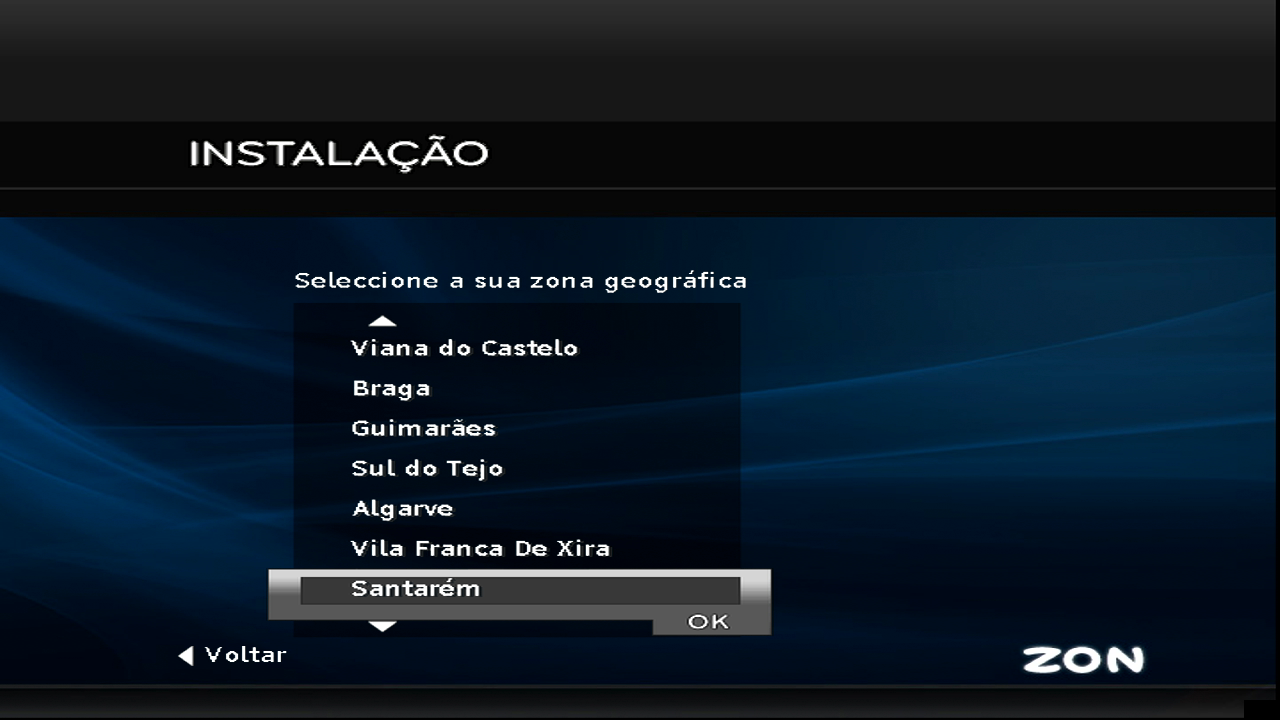 INSTALAÇÃO
Seleccione a sua zona geográfica
Viana do Castelo
Braga
Guimarães
Sul do Tejo
Algarve
Vila Franca De Xira
Santarém
OK
Voltar
ZON